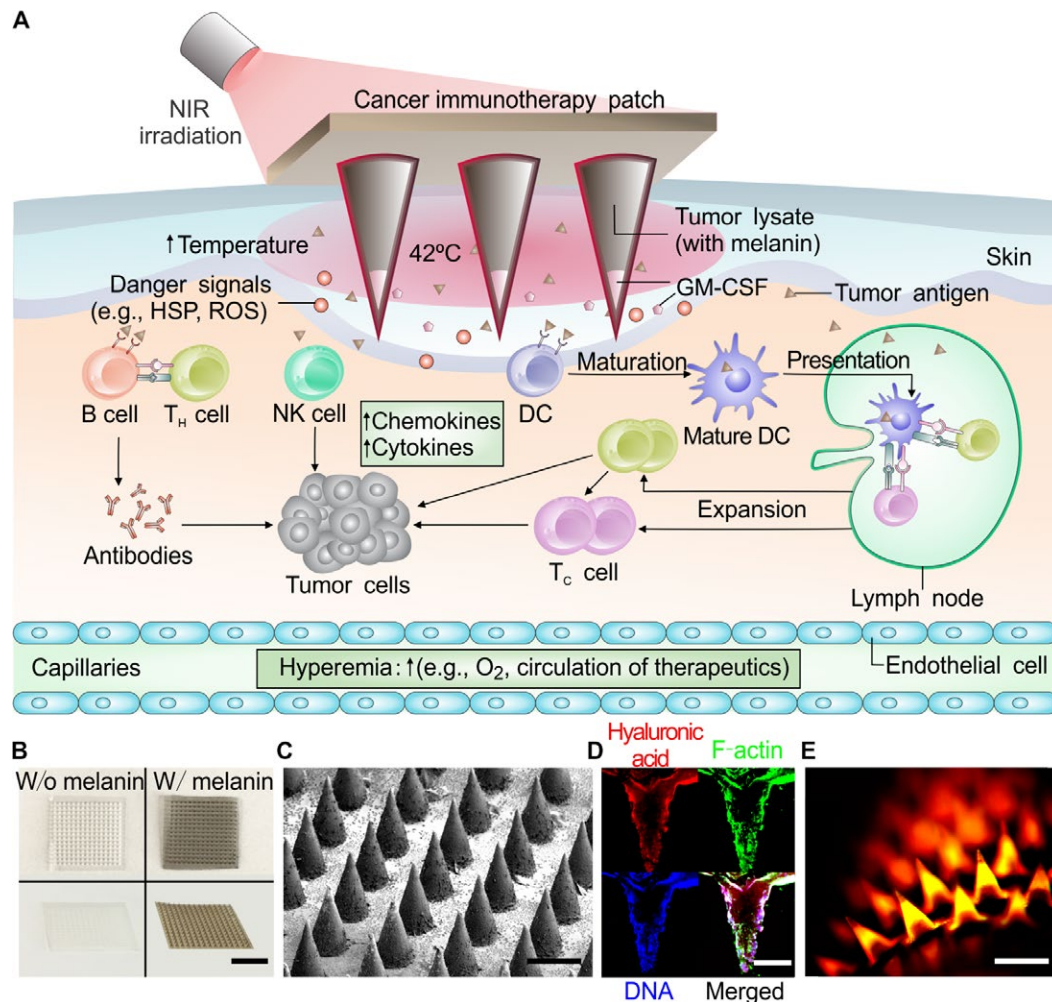 A
NIR
irradiation
Cancer immunotherapy patch
↑Temperature
42ºC
Tumor lysate
(with melanin)
Skin
Danger signals
(e.g., HSP, ROS)
GM-CSF
Tumor antigen
B cell
T_H cell
NK cell
DC
Maturation
Mature DC
Presentation
↑Chemokines
↑Cytokines
Expansion
Antibodies
Tumor cells
T_C cell
Lymph node
Capillaries
Hyperemia: ↑(e.g., O₂, circulation of therapeutics)
Endothelial cell
B
W/o melanin
W/ melanin
C
D
Hyaluronic
acid
F-actin
DNA
Merged
E